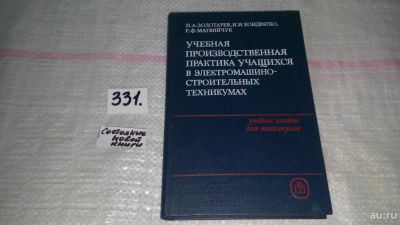 П.А.ЗОЛОТАРЕВ, И.И.КОНДРАТКО,
Г.Ф.МАТВИЙЧУК
УЧЕБНАЯ
ПРОИЗВОДСТВЕННАЯ
ПРАКТИКА УЧАЩИХСЯ
В ЭЛЕКТРОМАШИНО-
СТРОИТЕЛЬНЫХ
ТЕХНИКУМАХ
учебное пособие
для техникумов
331.
Состояние
новой
книги
au.ru